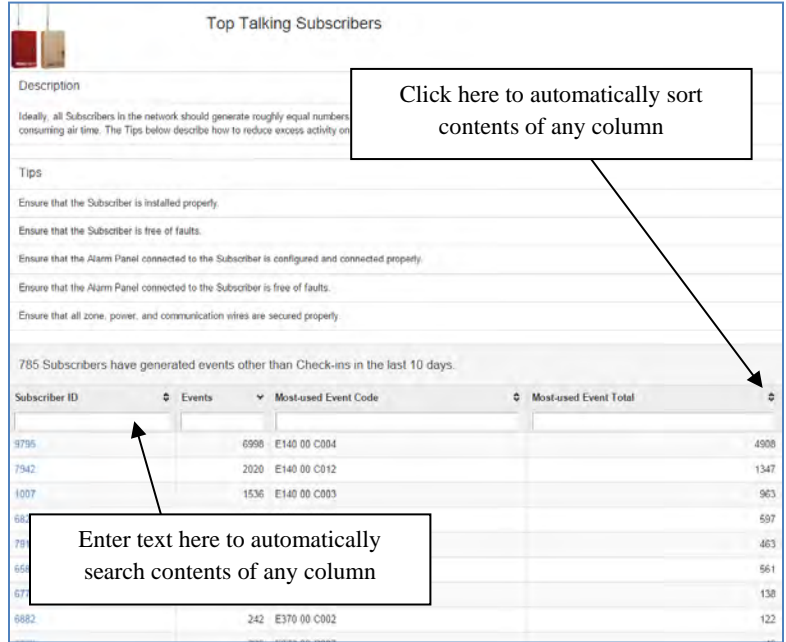 Top Talking Subscribers
Description
Click here to automatically sort
contents of any column
Ideally, all Subscribers in the network should generate roughly equal numbers
consuming air time. The Tips below describe how to reduce excess activity on
Tips
Ensure that the Subscriber is installed properly.
Ensure that the Subscriber is free of faults.
Ensure that the Alarm Panel connected to the Subscriber is configured and connected properly.
Ensure that the Alarm Panel connected to the Subscriber is free of faults.
Ensure that all zone, power, and communication wires are secured properly
785 Subscribers have generated events other than Check-ins in the last 10 days.
Subscriber ID Events Most-used Event Code Most-used Event Total
9795 6998 E140 00 C004 4908
7942 2020 E140 00 C012 1347
1007 1536 E140 00 C003 963
597
463
561
138
Enter text here to automatically
search contents of any column
6882 242 E370 00 C002 122